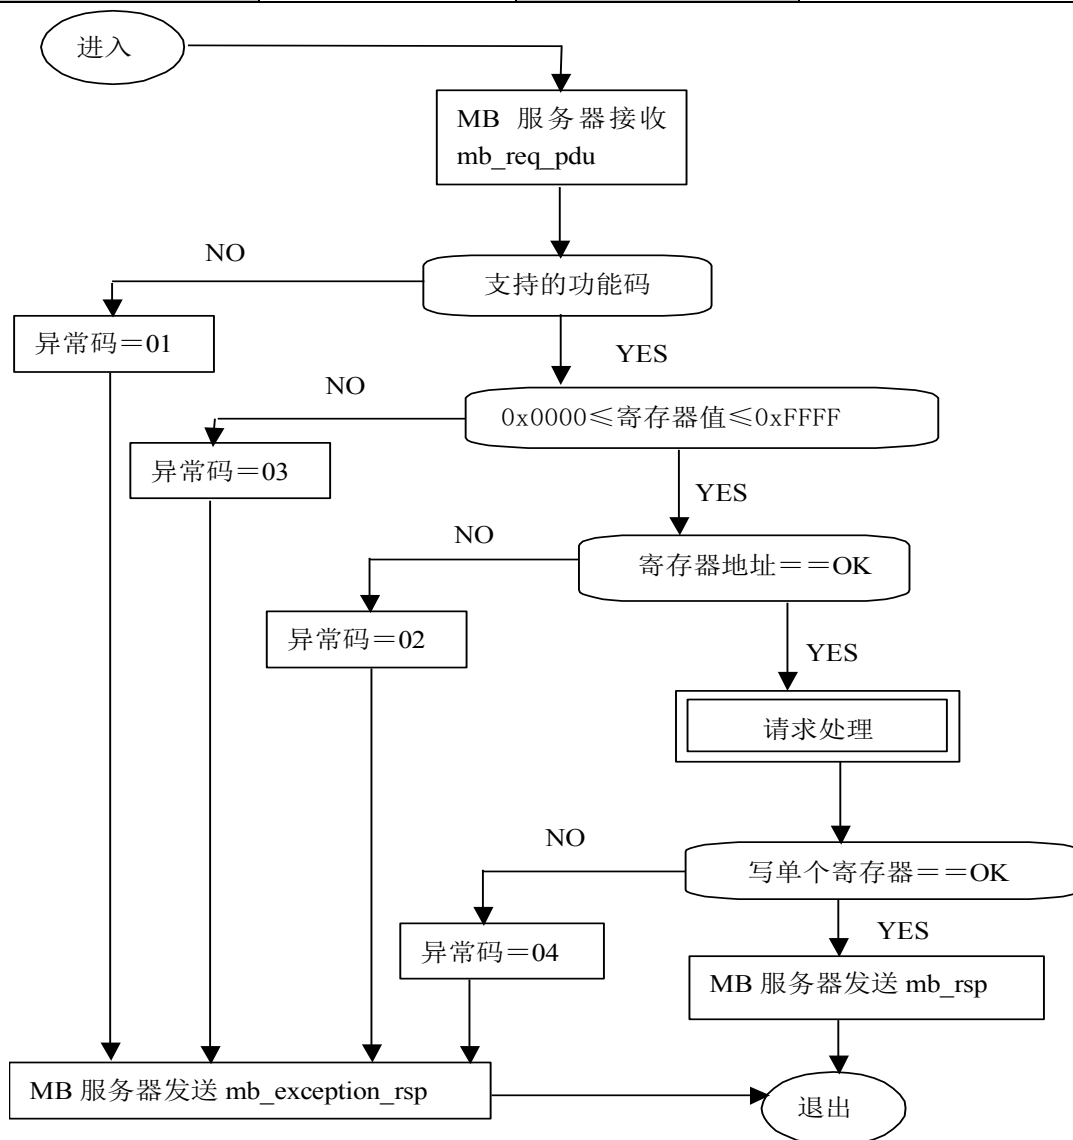 进入
MB 服务器接收
mb_req_pdu
NO
支持的功能码
异常码＝01
YES
NO
0x0000≤寄存器值≤0xFFFF
异常码＝03
YES
NO
寄存器地址＝＝OK
异常码＝02
YES
请求处理
NO
写单个寄存器＝＝OK
异常码＝04
YES
MB 服务器发送 mb_rsp
MB 服务器发送 mb_exception_rsp
退出